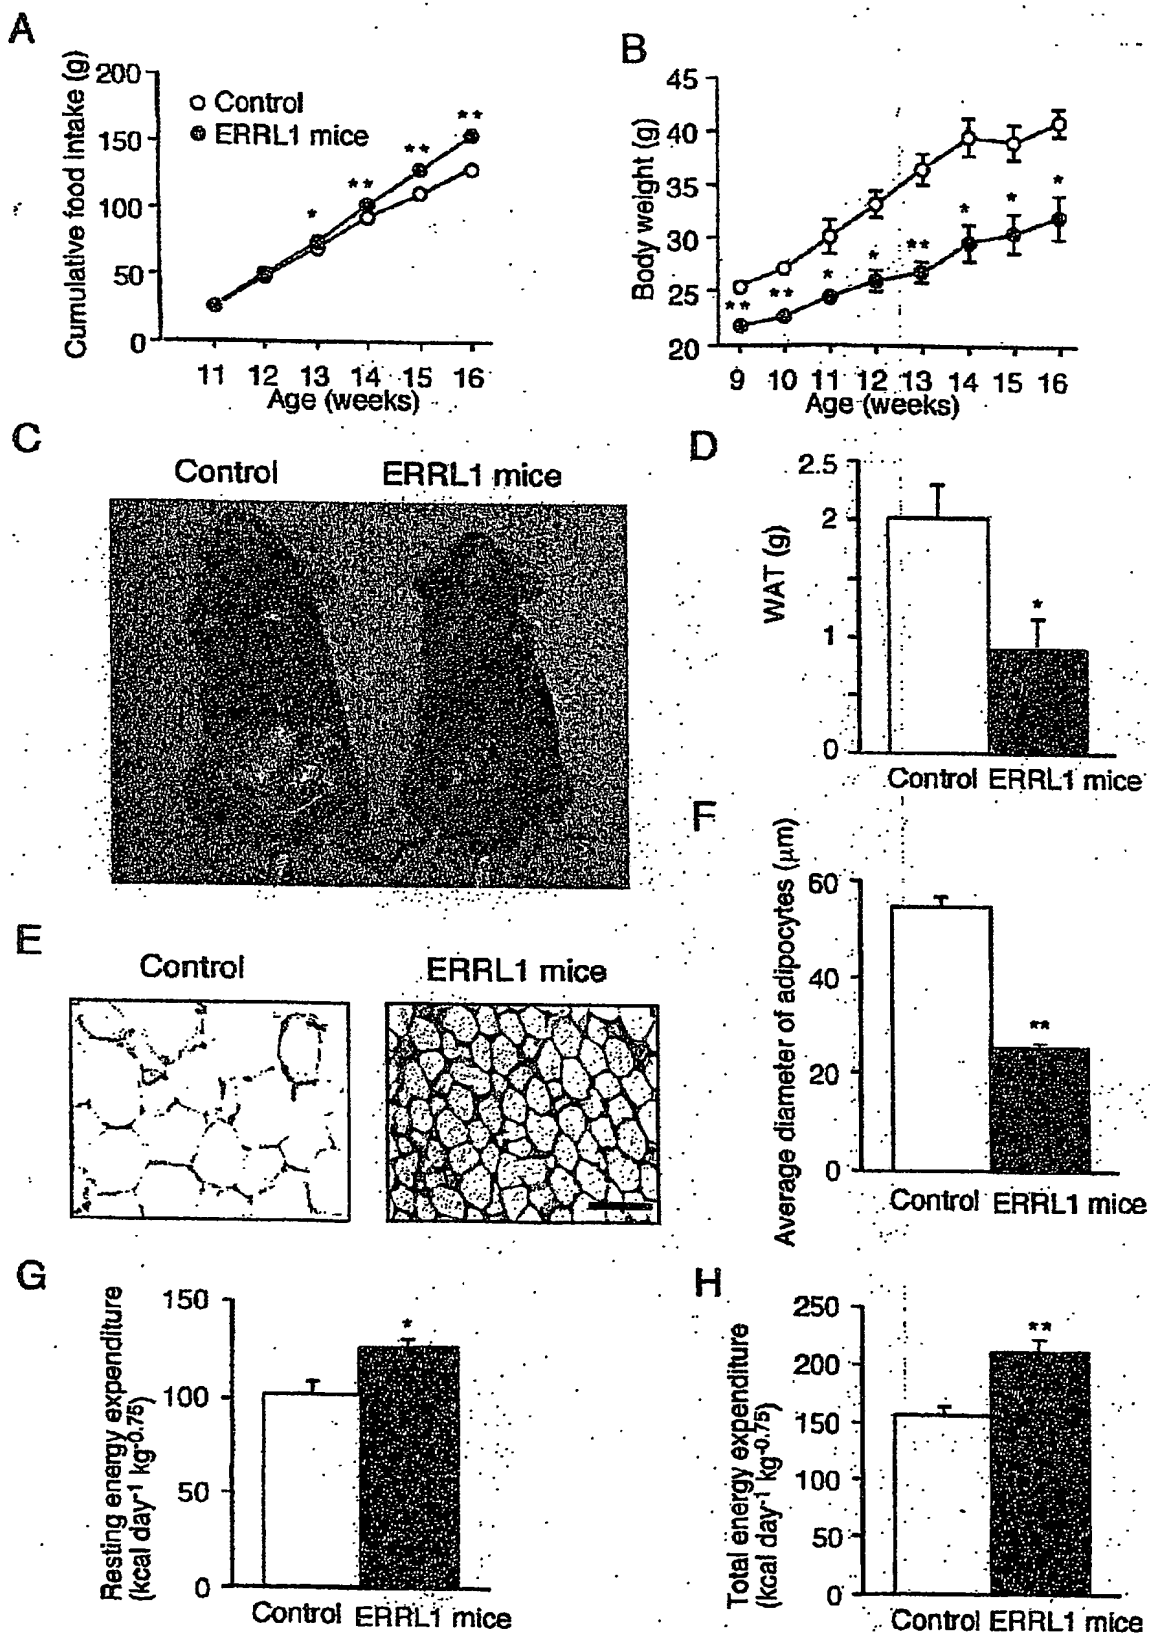 A
Cumulative food intake (g)
200
150
100
50
0
Control
ERRL1 mice
*
**
**
**
11 12 13 14 15 16
Age (weeks)
B
Body weight (g)
45
40
35
30
25
20
**
**
*
*
**
*
*
*
9 10 11 12 13 14 15 16
Age (weeks)
C
Control ERRL1 mice
D
WAT (g)
2.5
2
1
0
*
Control ERRL1 mice
E
Control ERRL1 mice
F
Average diameter of adipocytes (μm)
60
40
20
0
**
Control ERRL1 mice
G
Resting energy expenditure
(kcal day-1 kg-0.75)
150
100
50
0
*
Control ERRL1 mice
H
Total energy expenditure
(kcal day-1 kg-0.75)
250
200
150
100
50
0
**
Control ERRL1 mice